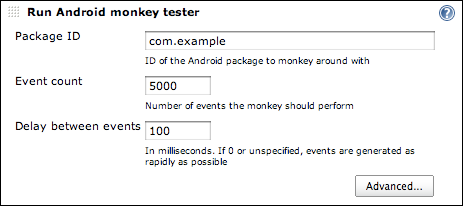 Run Android monkey tester
Package ID
com.example
ID of the Android package to monkey around with
Event count
5000
Number of events the monkey should perform
Delay between events
100
In milliseconds. If 0 or unspecified, events are generated as
rapidly as possible
Advanced...